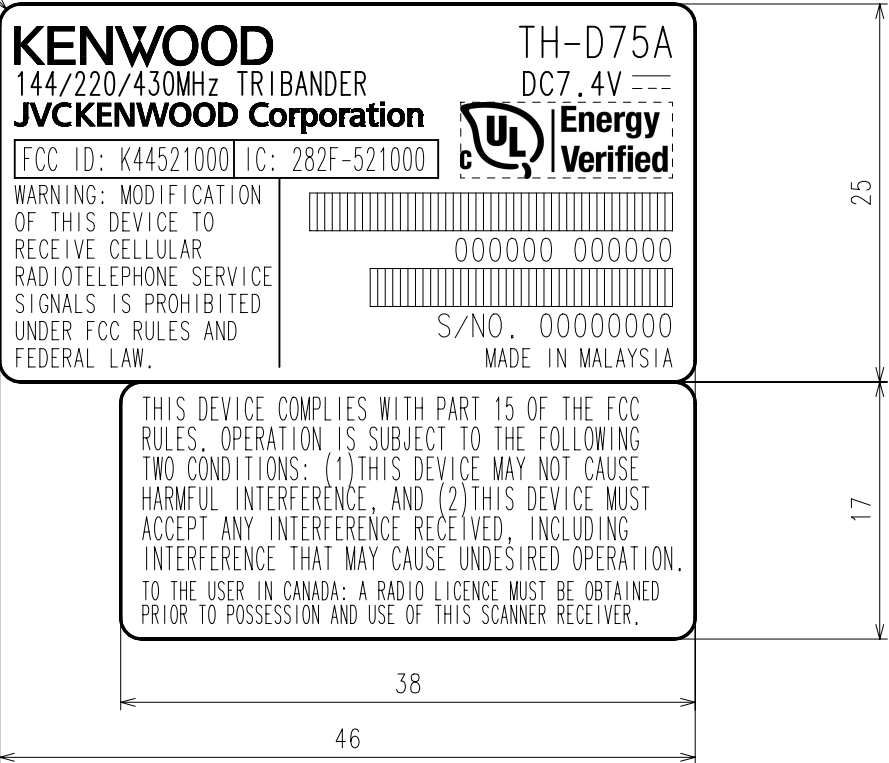 KENWOOD
TH-D75A
144/220/430MHz TRIBANDER
DC7.4V
JVCKENWOOD Corporation
c UL Energy Verified
FCC ID: K44521000 IC: 282F-521000
WARNING: MODIFICATION
OF THIS DEVICE TO
RECEIVE CELLULAR
RADIOTELEPHONE SERVICE
SIGNALS IS PROHIBITED
UNDER FCC RULES AND
FEDERAL LAW.
000000 000000
S/NO. 00000000
MADE IN MALAYSIA
25
THIS DEVICE COMPLIES WITH PART 15 OF THE FCC
RULES. OPERATION IS SUBJECT TO THE FOLLOWING
TWO CONDITIONS: (1)THIS DEVICE MAY NOT CAUSE
HARMFUL INTERFERENCE, AND (2)THIS DEVICE MUST
ACCEPT ANY INTERFERENCE RECEIVED, INCLUDING
INTERFERENCE THAT MAY CAUSE UNDESIRED OPERATION.
TO THE USER IN CANADA: A RADIO LICENCE MUST BE OBTAINED
PRIOR TO POSSESSION AND USE OF THIS SCANNER RECEIVER.
17
38
46